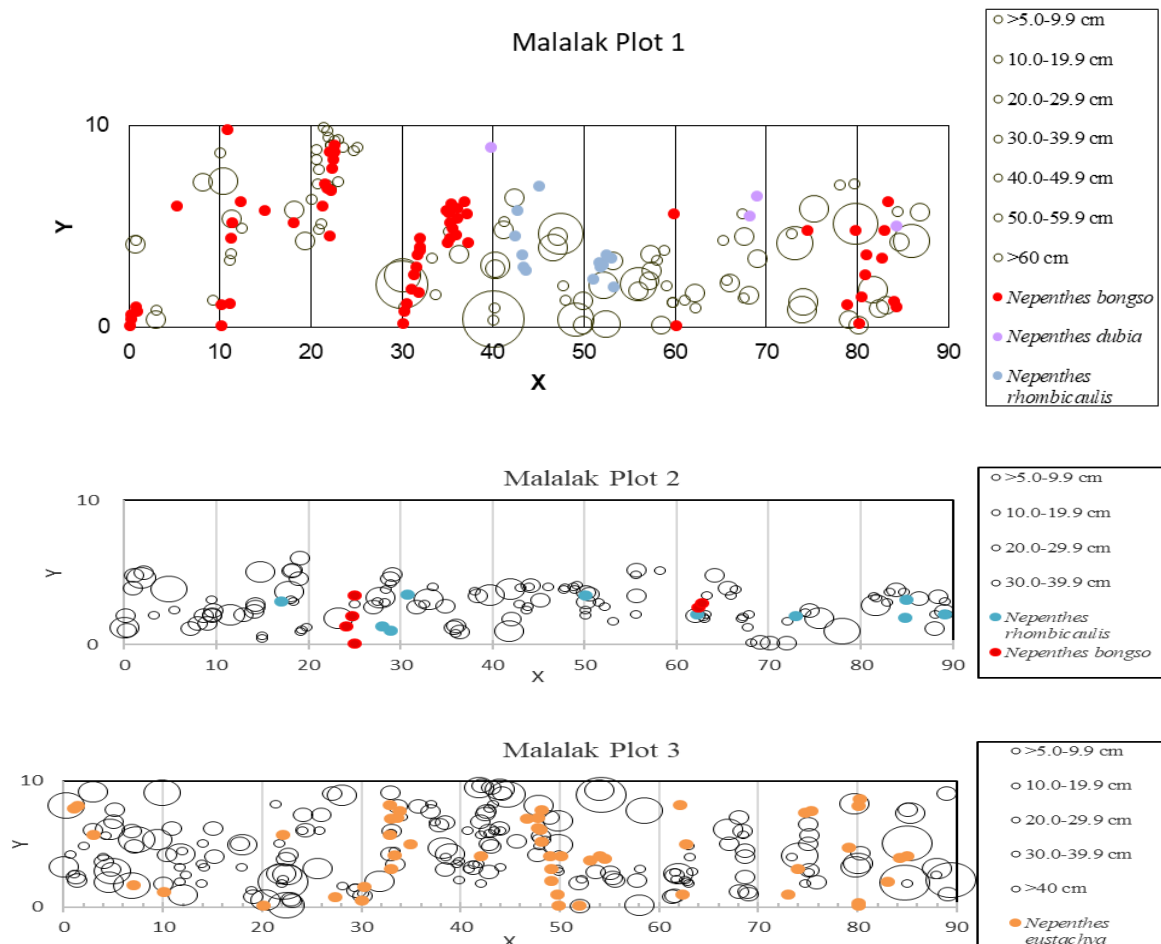 Malalak Plot 1
>5.0-9.9 cm
10.0-19.9 cm
20.0-29.9 cm
30.0-39.9 cm
40.0-49.9 cm
50.0-59.9 cm
>60 cm
Nepenthes bongso
Nepenthes dubia
Nepenthes
rhombicaulis
10
Y
0
0 10 20 30 40 50 60 70 80 90
X
Malalak Plot 2
>5.0-9.9 cm
10.0-19.9 cm
20.0-29.9 cm
30.0-39.9 cm
Nepenthes
rhombicaulis
Nepenthes bongso
10
Y
0
0 10 20 30 40 50 60 70 80 90
X
Malalak Plot 3
>5.0-9.9 cm
10.0-19.9 cm
20.0-29.9 cm
30.0-39.9 cm
>40 cm
Nepenthes
eustachya
10
Y
0
0 10 20 30 40 50 60 70 80 90
X